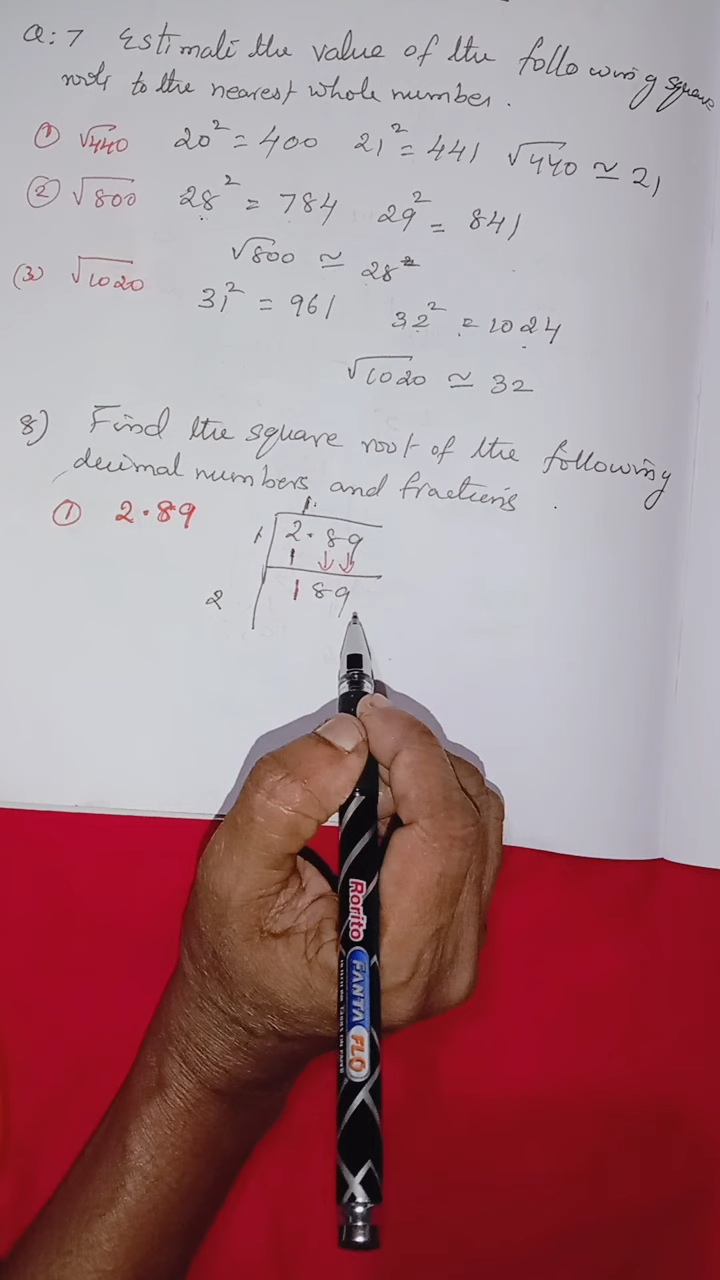 Q: 7 Estimate the value of the following square
roots to the nearest whole number.
① √440 20² = 400 21² = 441 √440 ≃ 21
② √800 28² = 784 29² = 841
√800 ≃ 28
(3) √1020 31² = 961 32² = 1024
√1020 ≃ 32
8) Find the square root of the following
decimal numbers and fractions.
① 2.89
1.
1 2.89
1 ↓↓
2 189
Rorito FANTA FLO